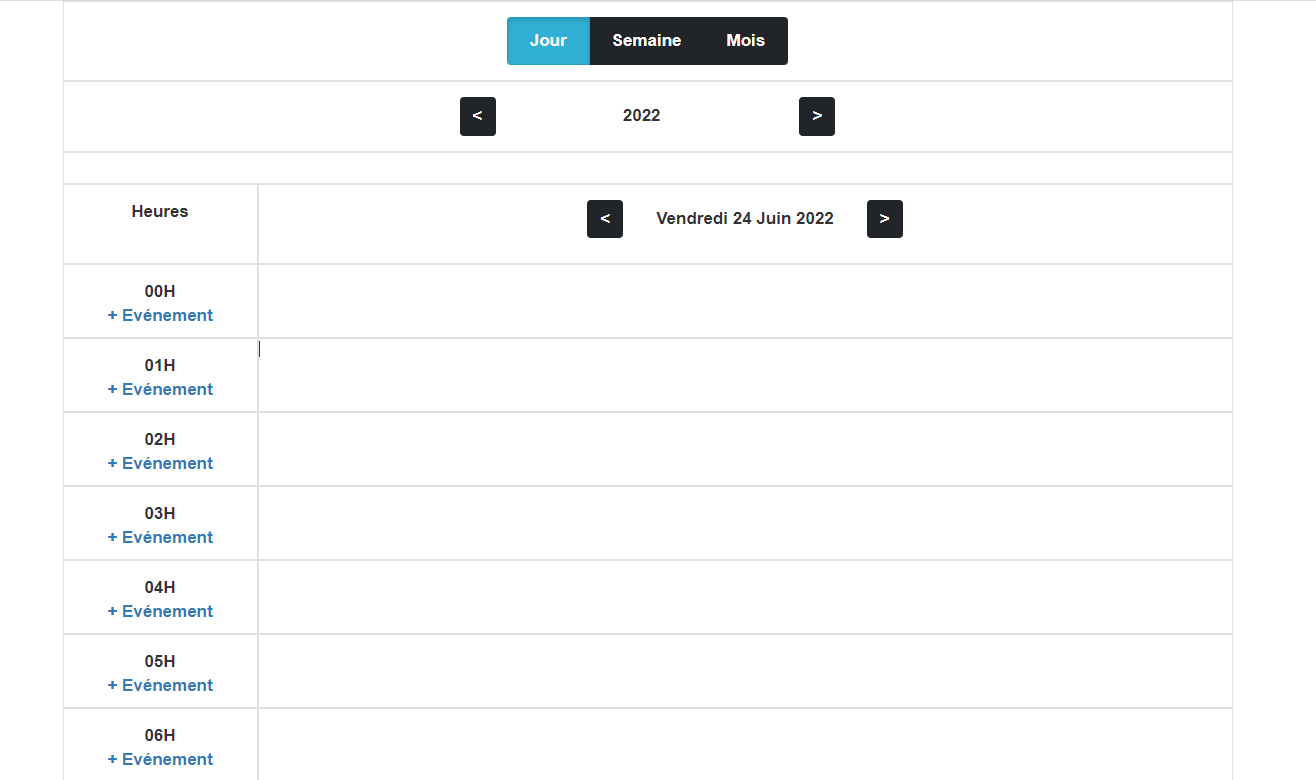 Jour Semaine Mois
< 2022 >
Heures < Vendredi 24 Juin 2022 >
00H
+ Evénement
01H
+ Evénement
02H
+ Evénement
03H
+ Evénement
04H
+ Evénement
05H
+ Evénement
06H
+ Evénement